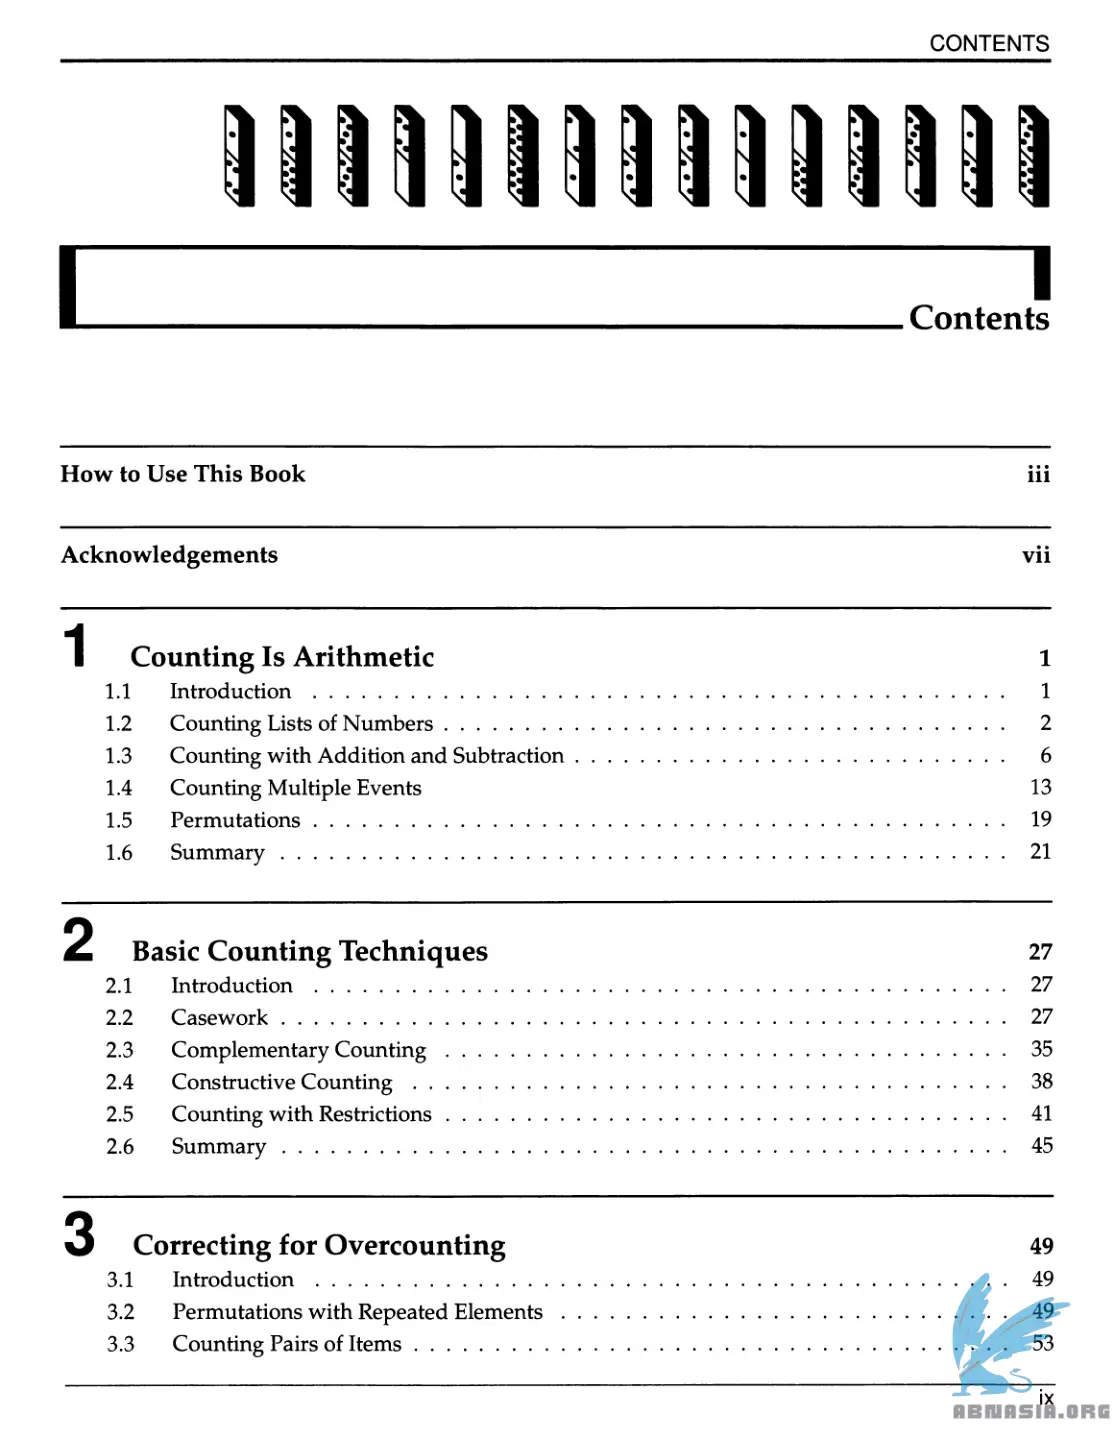 CONTENTS
Contents
How to Use This Book iii
Acknowledgements vii
1 Counting Is Arithmetic 1
1.1 Introduction . . . . . . . . . . . . . . . . . . . . 1
1.2 Counting Lists of Numbers . . . . . . . . . . . . . . . . . . . . 2
1.3 Counting with Addition and Subtraction . . . . . . . . . . . . . . . . . . . . 6
1.4 Counting Multiple Events 13
1.5 Permutations . . . . . . . . . . . . . . . . . . . . 19
1.6 Summary . . . . . . . . . . . . . . . . . . . . 21
2 Basic Counting Techniques 27
2.1 Introduction . . . . . . . . . . . . . . . . . . . . 27
2.2 Casework . . . . . . . . . . . . . . . . . . . . 27
2.3 Complementary Counting . . . . . . . . . . . . . . . . . . . . 35
2.4 Constructive Counting . . . . . . . . . . . . . . . . . . . . 38
2.5 Counting with Restrictions . . . . . . . . . . . . . . . . . . . . 41
2.6 Summary . . . . . . . . . . . . . . . . . . . . 45
3 Correcting for Overcounting 49
3.1 Introduction . . . . . . . . . . . . . . . . . . . . 49
3.2 Permutations with Repeated Elements . . . . . . . . . . . . . . . . . . . . 49
3.3 Counting Pairs of Items . . . . . . . . . . . . . . . . . . . . 53
ix
ABNASIA.ORG